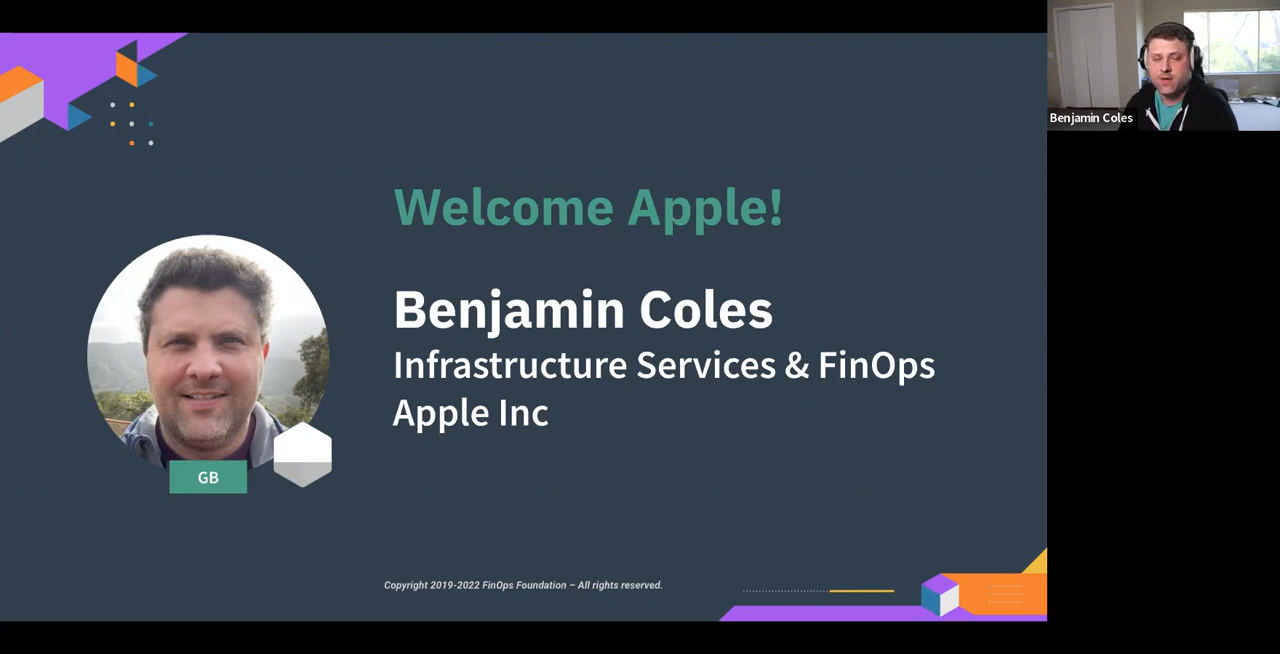 Welcome Apple!
Benjamin Coles
Infrastructure Services & FinOps
Apple Inc
GB
Copyright 2019-2022 FinOps Foundation – All rights reserved.
Benjamin Coles